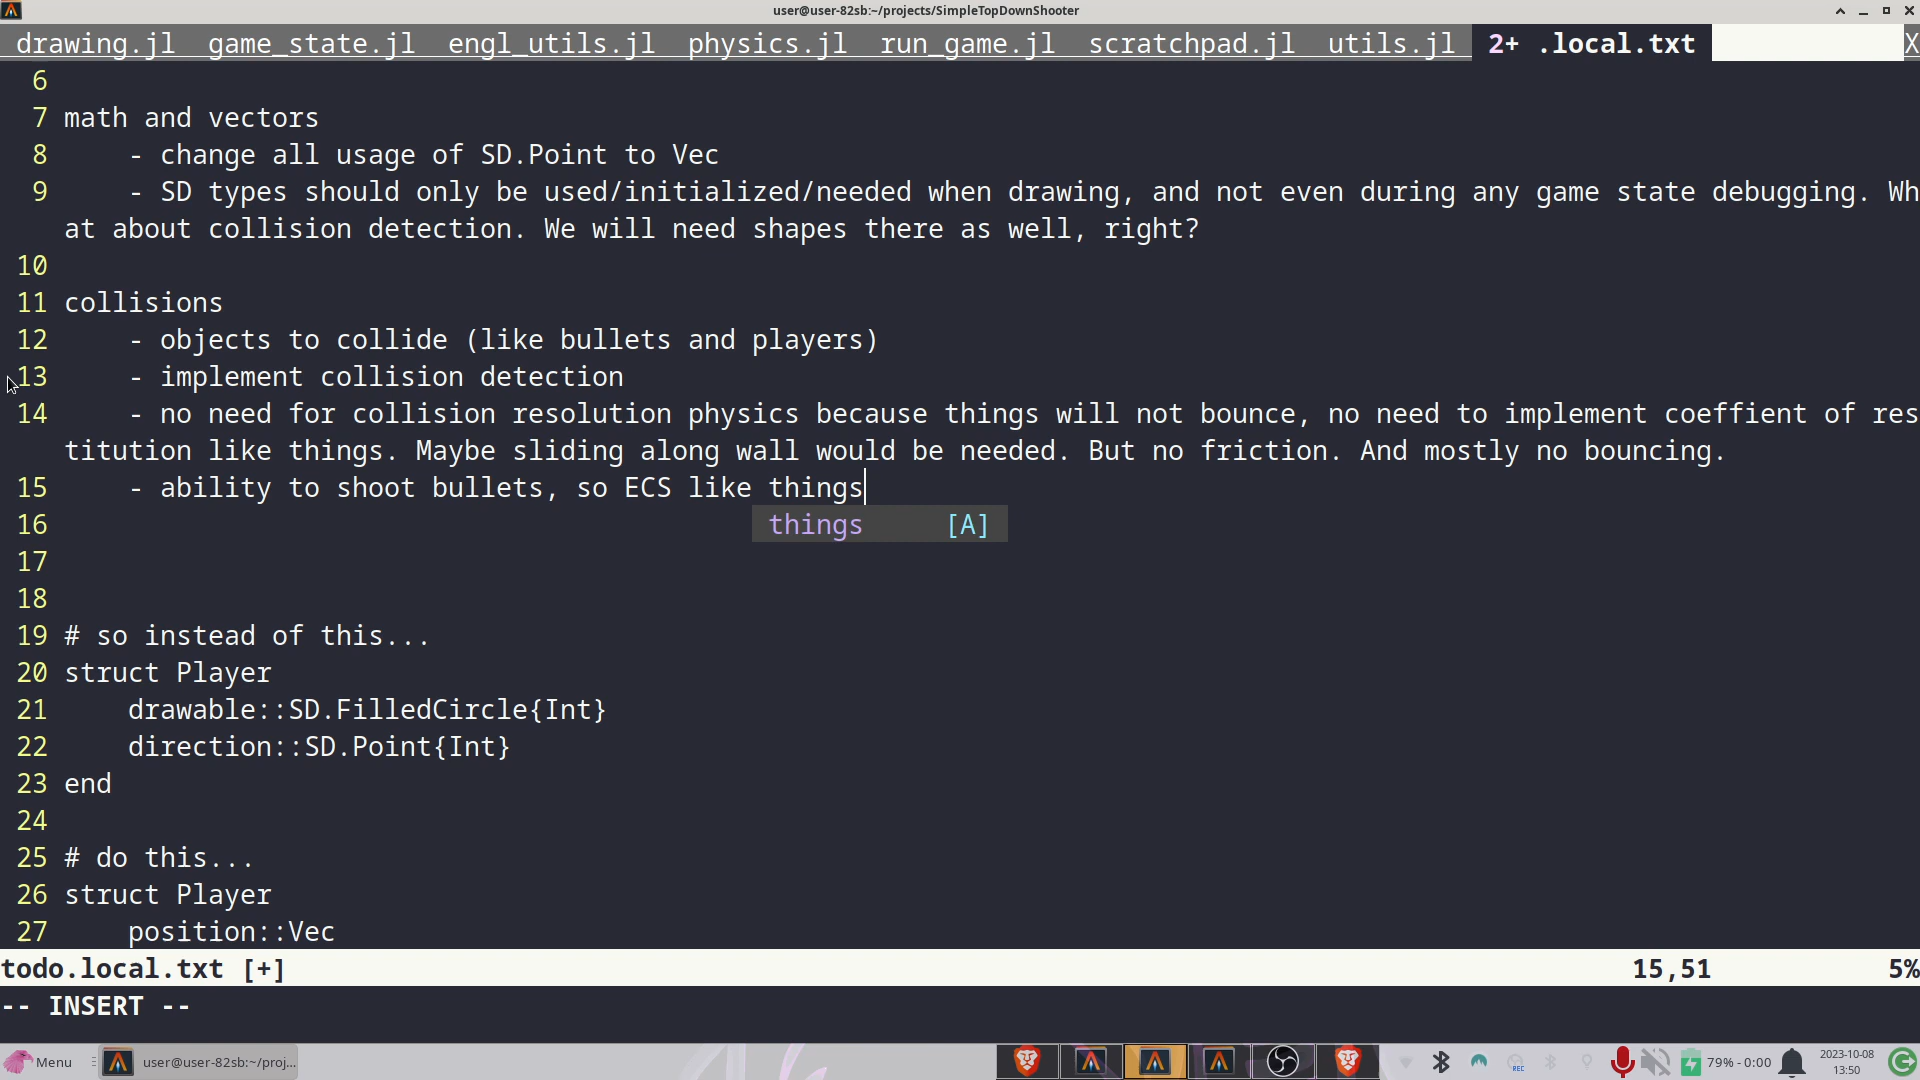 user@user-82sb:~/projects/SimpleTopDownShooter
drawing.jl game_state.jl engl_utils.jl physics.jl run_game.jl scratchpad.jl utils.jl 2+ .local.txt X
6
7 math and vectors
8     - change all usage of SD.Point to Vec
9     - SD types should only be used/initialized/needed when drawing, and not even during any game state debugging. Wh
at about collision detection. We will need shapes there as well, right?
10
11 collisions
12     - objects to collide (like bullets and players)
13     - implement collision detection
14     - no need for collision resolution physics because things will not bounce, no need to implement coeffient of res
titution like things. Maybe sliding along wall would be needed. But no friction. And mostly no bouncing.
15     - ability to shoot bullets, so ECS like things
16 things [A]
17
18
19 # so instead of this...
20 struct Player
21     drawable::SD.FilledCircle{Int}
22     direction::SD.Point{Int}
23 end
24
25 # do this...
26 struct Player
27     position::Vec
todo.local.txt [+] 15,51 5%
-- INSERT --
Menu user@user-82sb:~/proj... REC 79% - 0:00 2023-10-08
13:50